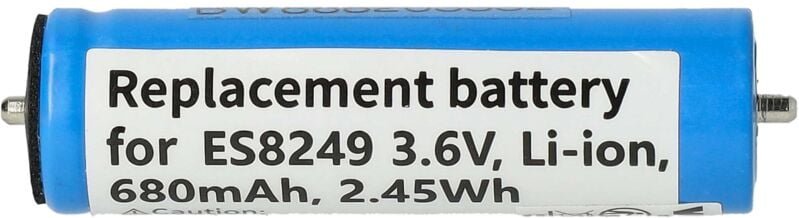 Replacement battery
for ES8249 3.6V, Li-ion,
680mAh, 2.45Wh